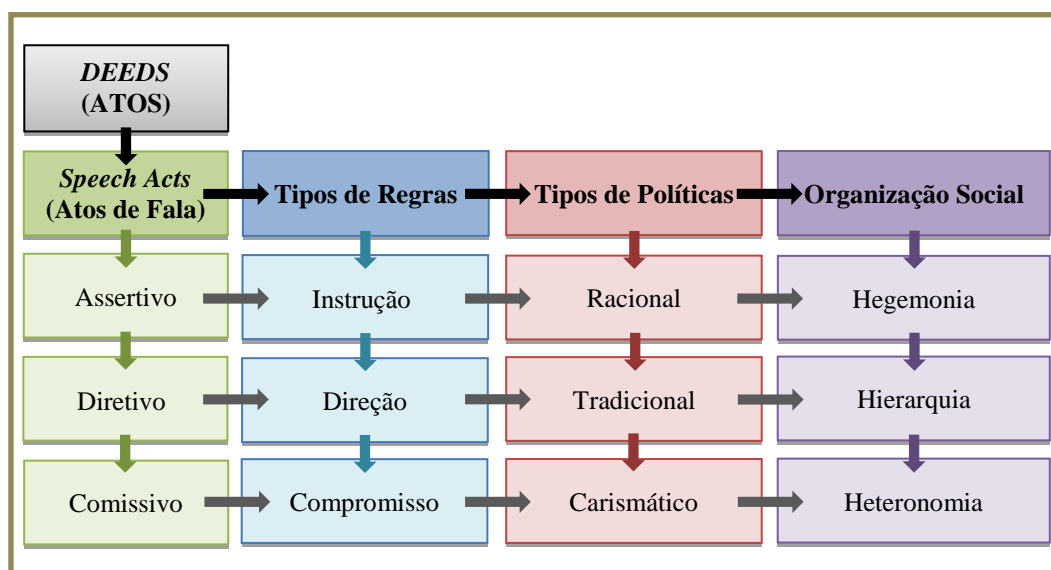 DEEDS
(ATOS)
Speech Acts
(Atos de Fala)
Tipos de Regras
Tipos de Políticas
Organização Social
Assertivo
Instrução
Racional
Hegemonia
Diretivo
Direção
Tradicional
Hierarquia
Comissivo
Compromisso
Carismático
Heteronomia